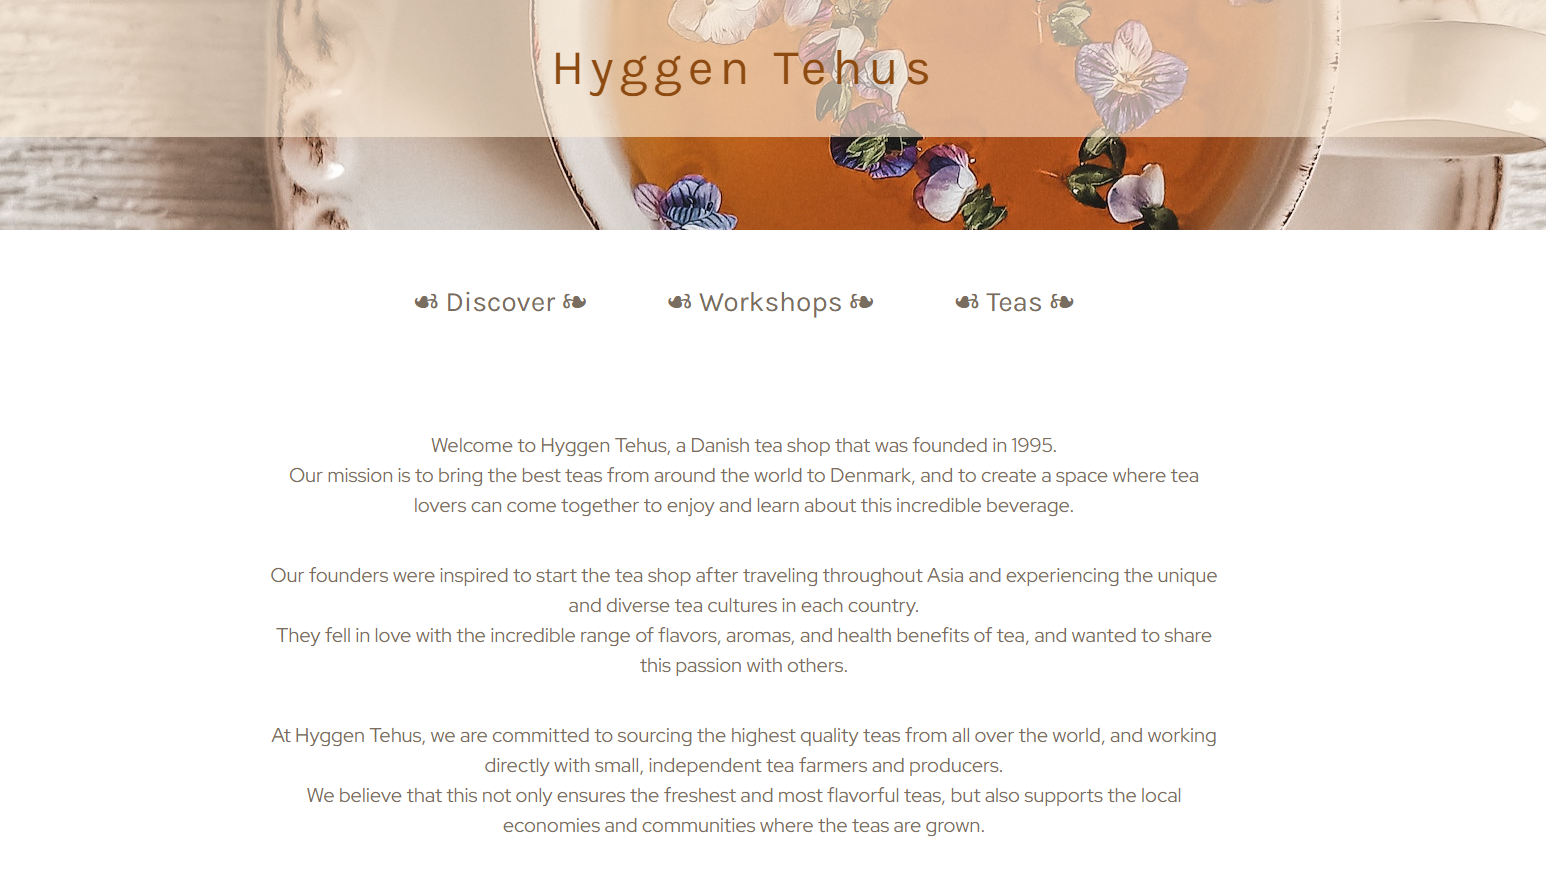 Hyggen Tehus
☙ Discover ❧
☙ Workshops ❧
☙ Teas ❧
Welcome to Hyggen Tehus, a Danish tea shop that was founded in 1995.
Our mission is to bring the best teas from around the world to Denmark, and to create a space where tea
lovers can come together to enjoy and learn about this incredible beverage.
Our founders were inspired to start the tea shop after traveling throughout Asia and experiencing the unique
and diverse tea cultures in each country.
They fell in love with the incredible range of flavors, aromas, and health benefits of tea, and wanted to share
this passion with others.
At Hyggen Tehus, we are committed to sourcing the highest quality teas from all over the world, and working
directly with small, independent tea farmers and producers.
We believe that this not only ensures the freshest and most flavorful teas, but also supports the local
economies and communities where the teas are grown.